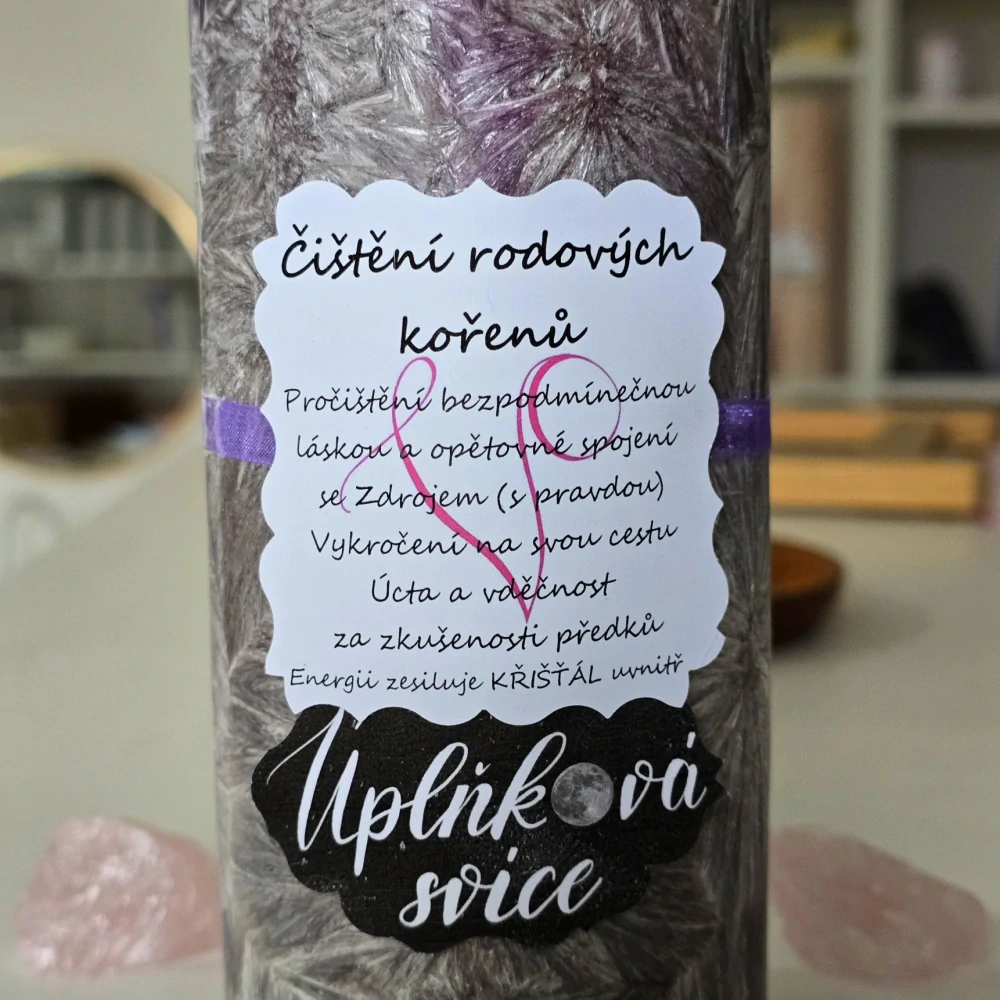 Čištění rodových
kořenů
Pročištění bezpodmínečnou
láskou a opětovné spojení
se Zdrojem (s pravdou)
Vykročení na svou cestu
Úcta a vděčnost
za zkušenosti předků
Energii zesiluje KŘIŠŤÁL uvnitř
Úplňková
svíce